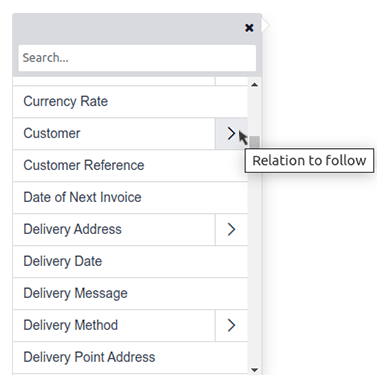 Search...
Currency Rate
Customer
Relation to follow
Customer Reference
Date of Next Invoice
Delivery Address
Delivery Date
Delivery Message
Delivery Method
Delivery Point Address